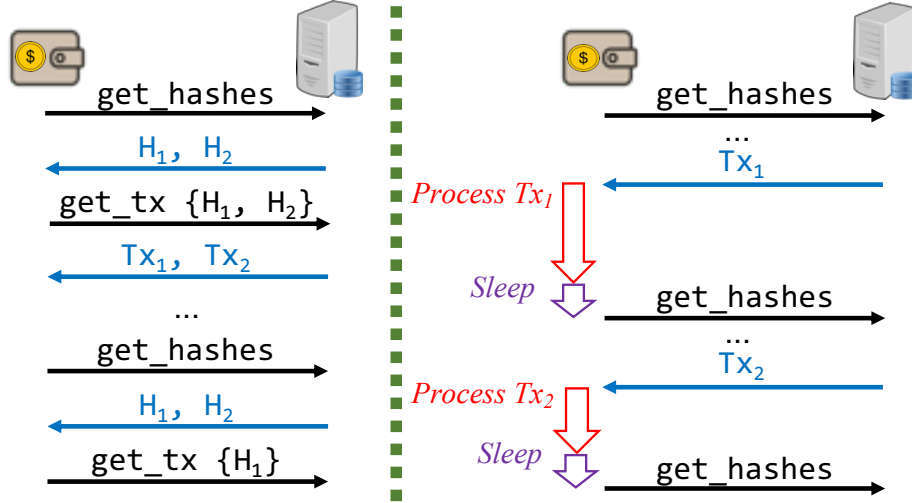 $
get_hashes
H₁, H₂
get_tx {H₁, H₂}
Tx₁, Tx₂
...
get_hashes
H₁, H₂
get_tx {H₁}
$
get_hashes
...
Tx₁
Process Tx₁
Sleep
get_hashes
...
Tx₂
Process Tx₂
Sleep
get_hashes